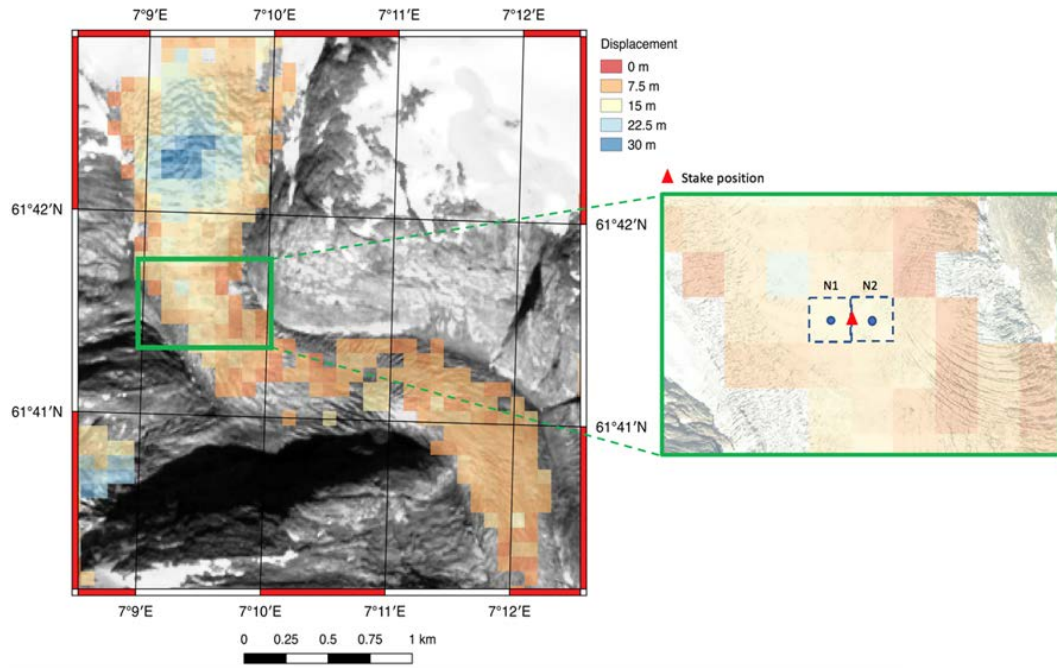 7°9′E 7°10′E 7°11′E 7°12′E
Displacement
0 m
7.5 m
15 m
22.5 m
30 m
Stake position
61°42′N
61°42′N
N1 N2
61°41′N
61°41′N
7°9′E 7°10′E 7°11′E 7°12′E
0 0.25 0.5 0.75 1 km